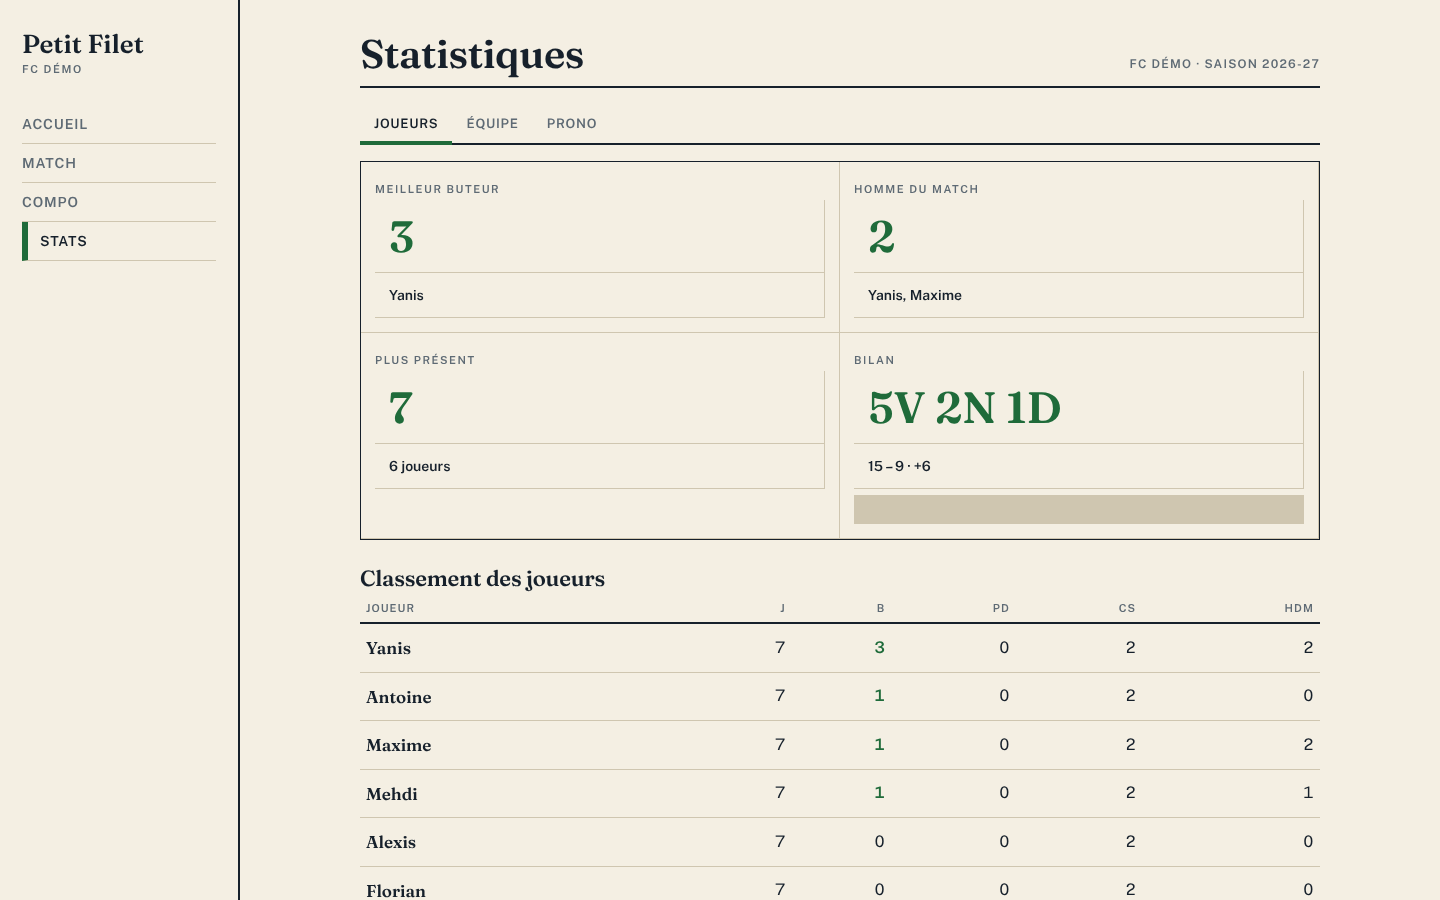 Petit Filet
FC DÉMO
ACCUEIL
MATCH
COMPO
STATS
Statistiques
FC DÉMO · SAISON 2026-27
JOUEURS ÉQUIPE PRONO
MEILLEUR BUTEUR
3
Yanis
HOMME DU MATCH
2
Yanis, Maxime
PLUS PRÉSENT
7
6 joueurs
BILAN
5V 2N 1D
15 – 9 · +6
Classement des joueurs
JOUEUR J B PD CS HDM
Yanis 7 3 0 2 2
Antoine 7 1 0 2 0
Maxime 7 1 0 2 2
Mehdi 7 1 0 2 1
Alexis 7 0 0 2 0
Florian 7 0 0 2 0